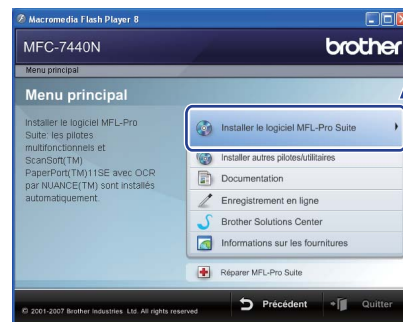 Macromedia Flash Player 8
MFC-7440N
brother
Menu principal
Menu principal
Installer le logiciel MFL-Pro
Suite: les pilotes
multifonctionnels et
ScanSoft(TM)
PaperPort(TM)11SE avec OCR
par NUANCE(TM) sont installés
automatiquement.
Installer le logiciel MFL-Pro Suite
Installer autres pilotes/utilitaires
Documentation
Enregistrement en ligne
Brother Solutions Center
Informations sur les fournitures
Réparer MFL-Pro Suite
© 2001-2007 Brother Industries Ltd. All rights reserved
Précédent
Quitter